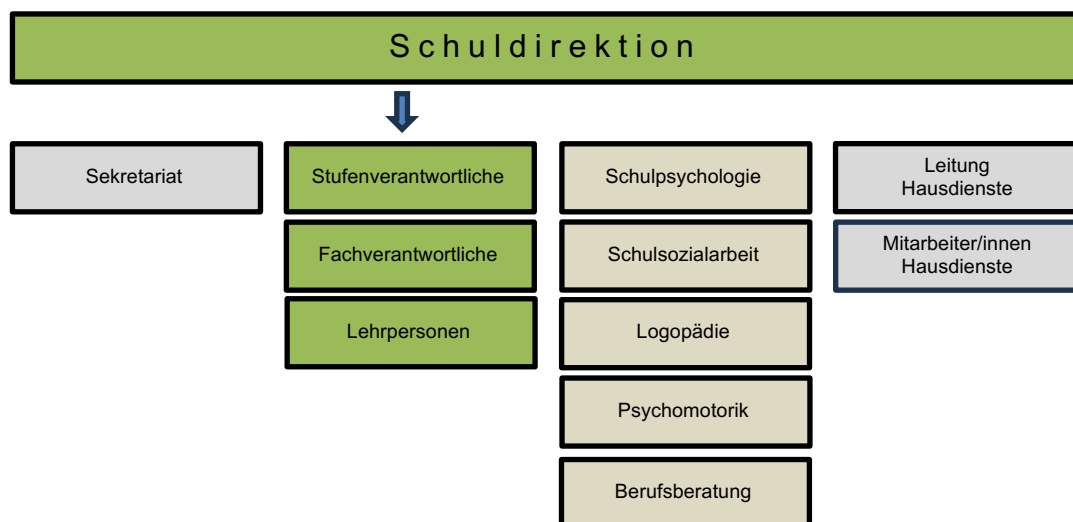 Schuldirektion
Sekretariat
Stufenverantwortliche
Schulpsychologie
Leitung
Hausdienste
Fachverantwortliche
Schulsozialarbeit
Mitarbeiter/innen
Hausdienste
Lehrpersonen
Logopädie
Psychomotorik
Berufsberatung